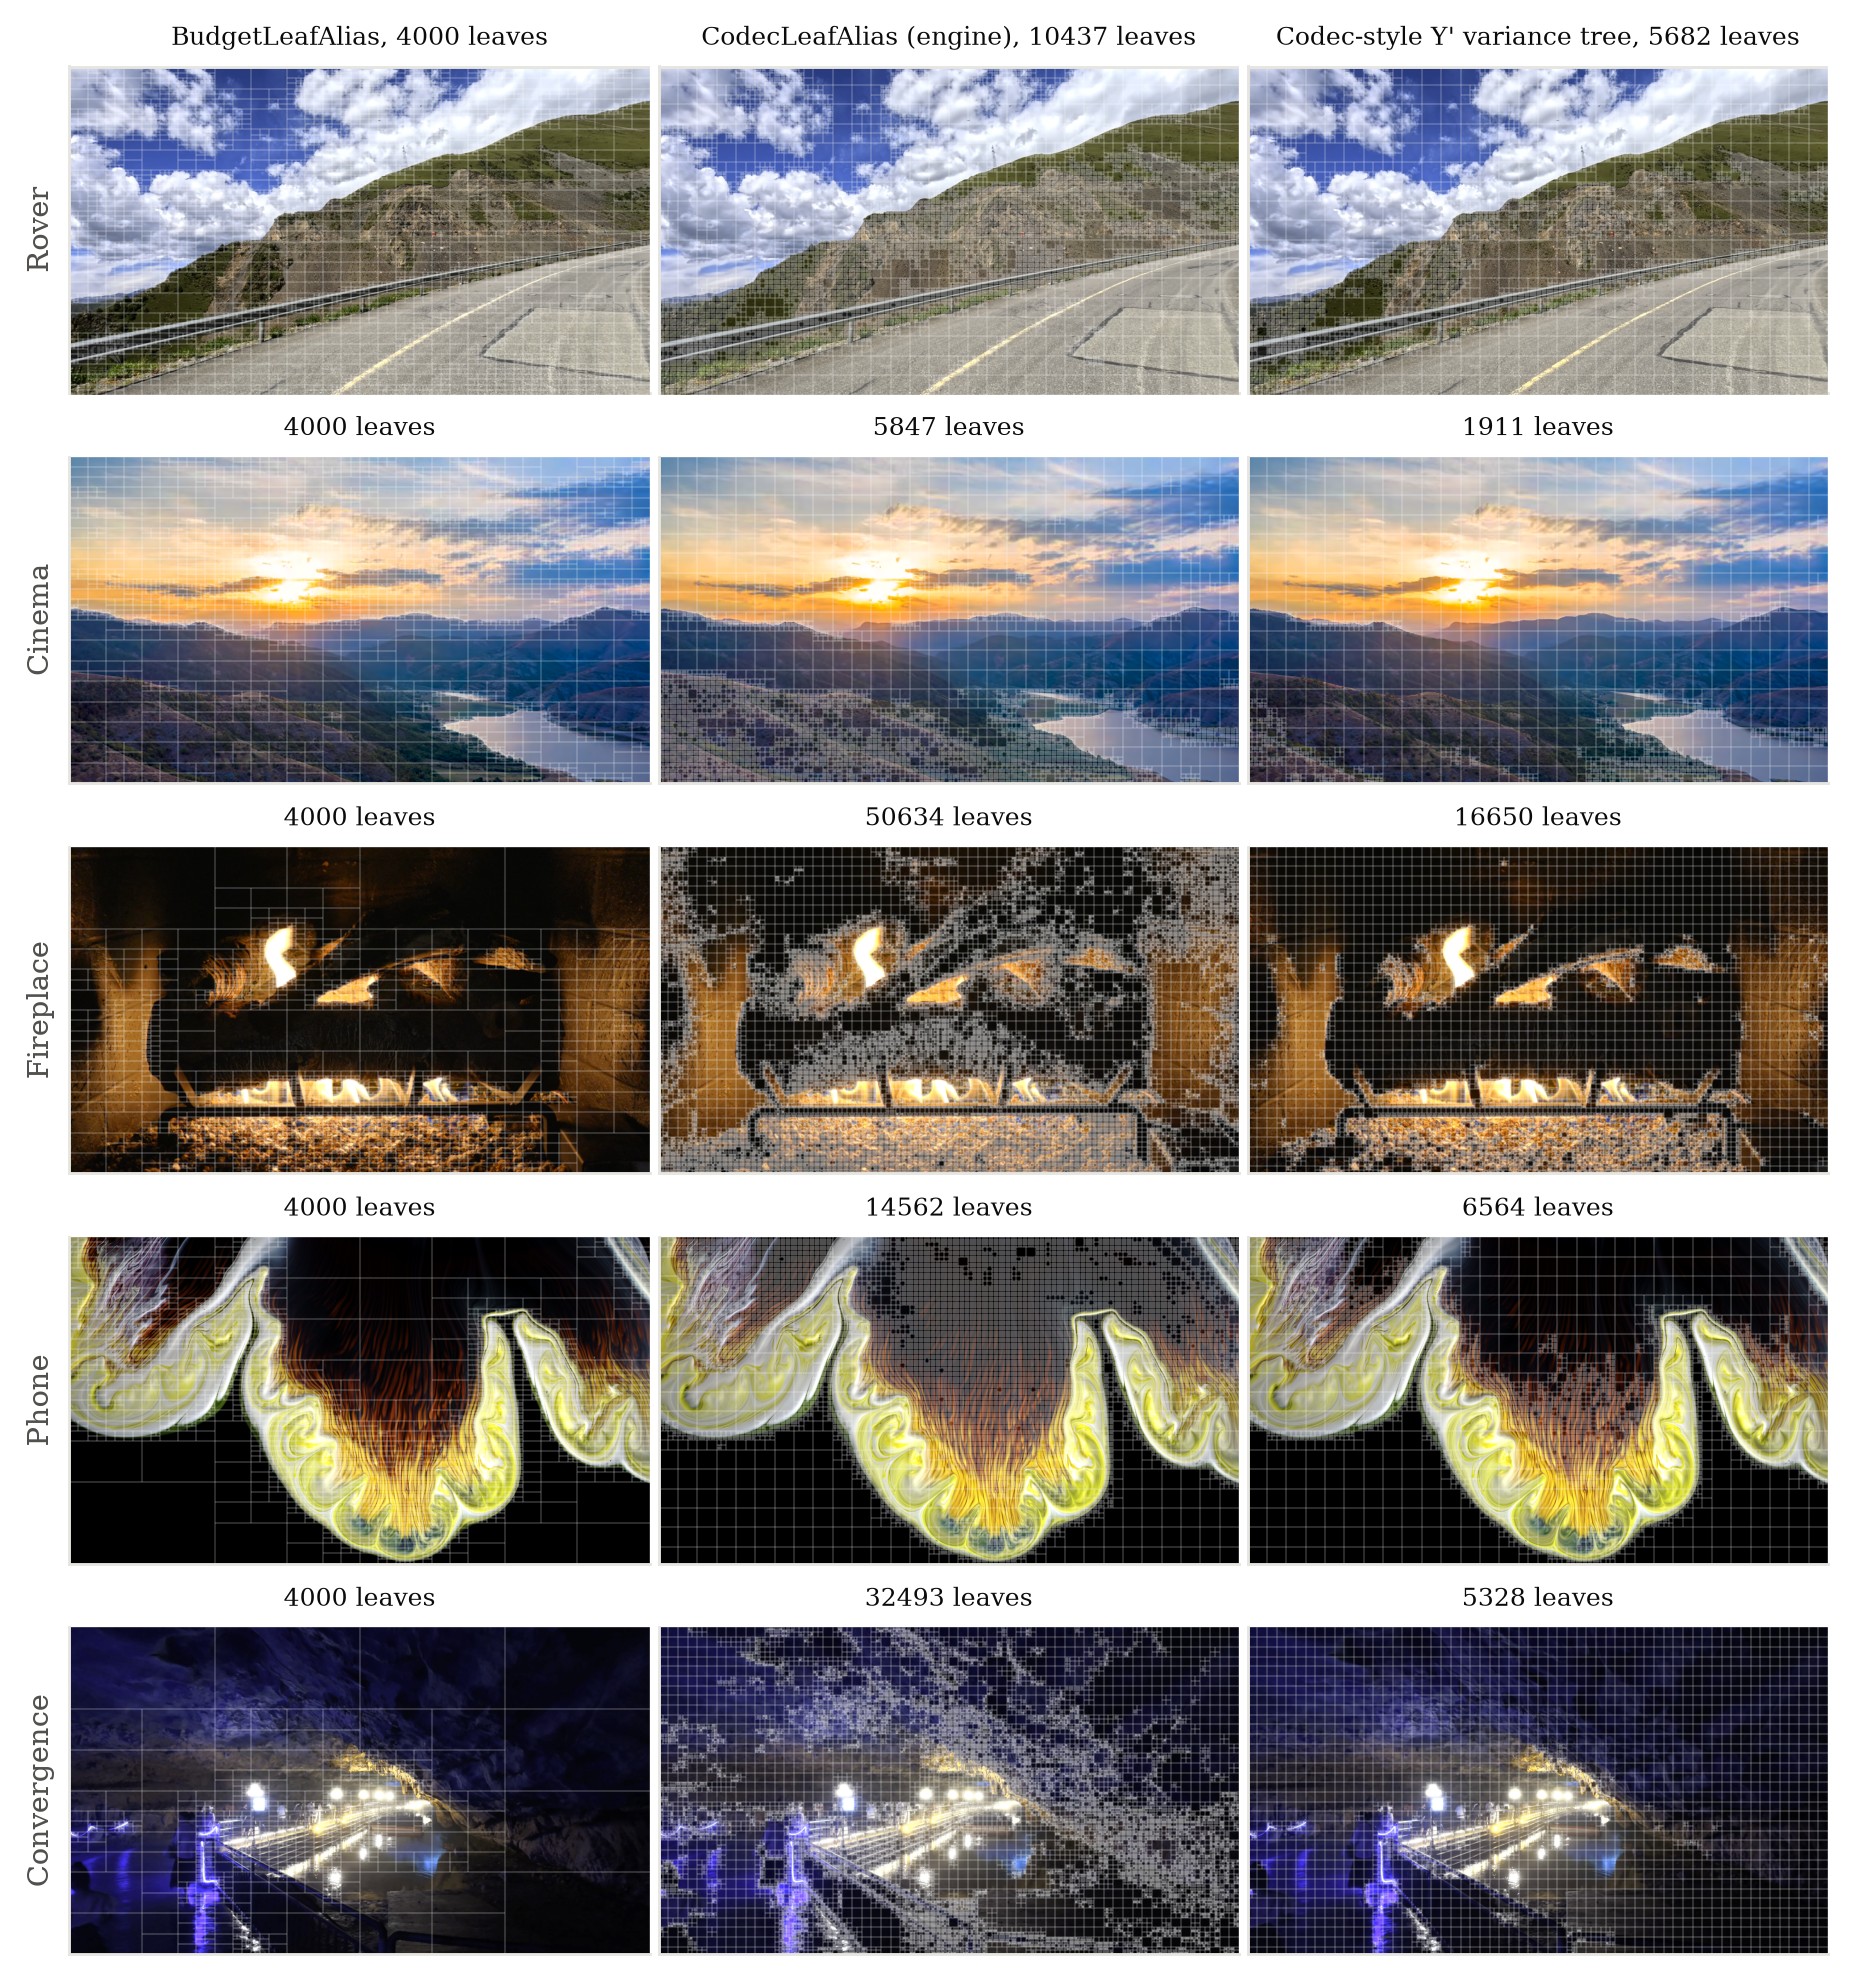 BudgetLeafAlias, 4000 leaves
CodecLeafAlias (engine), 10437 leaves
Codec-style Y' variance tree, 5682 leaves
Rover
4000 leaves
5847 leaves
1911 leaves
Cinema
4000 leaves
50634 leaves
16650 leaves
Fireplace
4000 leaves
14562 leaves
6564 leaves
Phone
4000 leaves
32493 leaves
5328 leaves
Convergence